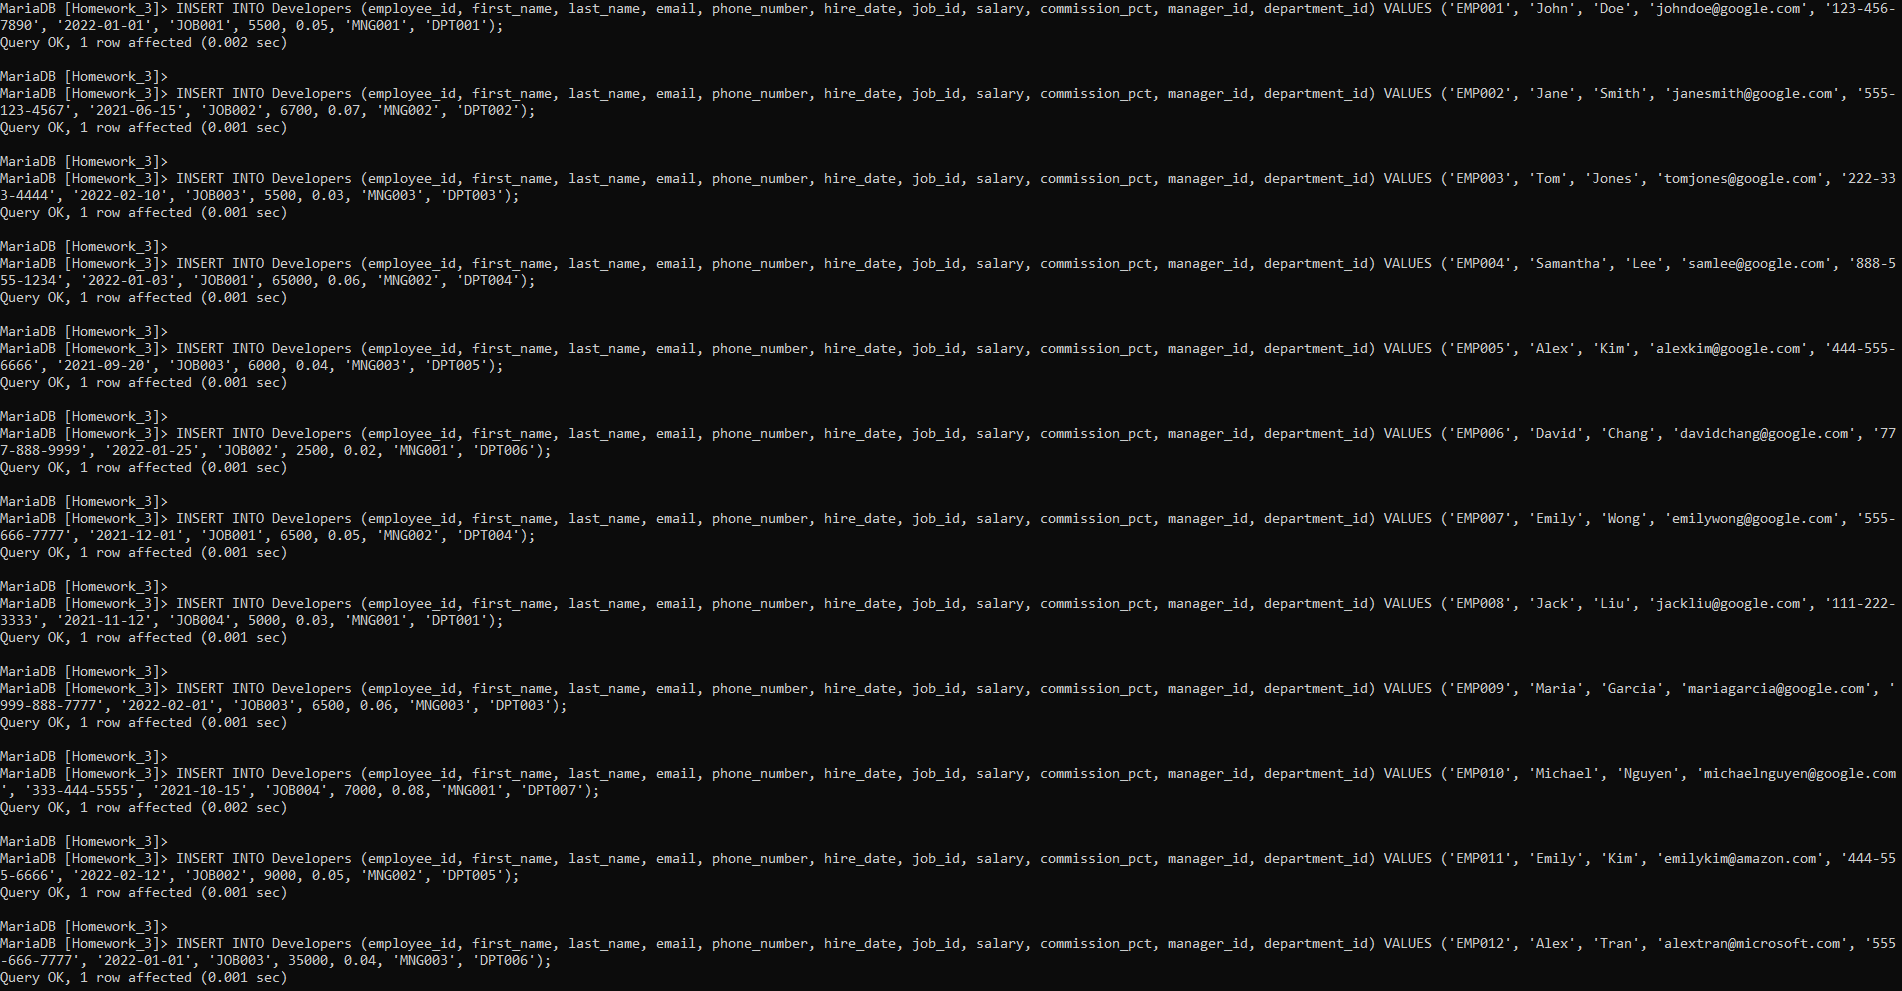 MariaDB [Homework_3]> INSERT INTO Developers (employee_id, first_name, last_name, email, phone_number, hire_date, job_id, salary, commission_pct, manager_id, department_id) VALUES ('EMP001', 'John', 'Doe', 'johndoe@google.com', '123-456-
7890', '2022-01-01', 'JOB001', 5500, 0.05, 'MNG001', 'DPT001');
Query OK, 1 row affected (0.002 sec)

MariaDB [Homework_3]>
MariaDB [Homework_3]> INSERT INTO Developers (employee_id, first_name, last_name, email, phone_number, hire_date, job_id, salary, commission_pct, manager_id, department_id) VALUES ('EMP002', 'Jane', 'Smith', 'janesmith@google.com', '555-
123-4567', '2021-06-15', 'JOB002', 6700, 0.07, 'MNG002', 'DPT002');
Query OK, 1 row affected (0.001 sec)

MariaDB [Homework_3]>
MariaDB [Homework_3]> INSERT INTO Developers (employee_id, first_name, last_name, email, phone_number, hire_date, job_id, salary, commission_pct, manager_id, department_id) VALUES ('EMP003', 'Tom', 'Jones', 'tomjones@google.com', '222-33
3-4444', '2022-02-10', 'JOB003', 5500, 0.03, 'MNG003', 'DPT003');
Query OK, 1 row affected (0.001 sec)

MariaDB [Homework_3]>
MariaDB [Homework_3]> INSERT INTO Developers (employee_id, first_name, last_name, email, phone_number, hire_date, job_id, salary, commission_pct, manager_id, department_id) VALUES ('EMP004', 'Samantha', 'Lee', 'samlee@google.com', '888-5
55-1234', '2022-01-03', 'JOB001', 65000, 0.06, 'MNG002', 'DPT004');
Query OK, 1 row affected (0.001 sec)

MariaDB [Homework_3]>
MariaDB [Homework_3]> INSERT INTO Developers (employee_id, first_name, last_name, email, phone_number, hire_date, job_id, salary, commission_pct, manager_id, department_id) VALUES ('EMP005', 'Alex', 'Kim', 'alexkim@google.com', '444-555-
6666', '2021-09-20', 'JOB003', 6000, 0.04, 'MNG003', 'DPT005');
Query OK, 1 row affected (0.001 sec)

MariaDB [Homework_3]>
MariaDB [Homework_3]> INSERT INTO Developers (employee_id, first_name, last_name, email, phone_number, hire_date, job_id, salary, commission_pct, manager_id, department_id) VALUES ('EMP006', 'David', 'Chang', 'davidchang@google.com', '77
7-888-9999', '2022-01-25', 'JOB002', 2500, 0.02, 'MNG001', 'DPT006');
Query OK, 1 row affected (0.001 sec)

MariaDB [Homework_3]>
MariaDB [Homework_3]> INSERT INTO Developers (employee_id, first_name, last_name, email, phone_number, hire_date, job_id, salary, commission_pct, manager_id, department_id) VALUES ('EMP007', 'Emily', 'Wong', 'emilywong@google.com', '555-
666-7777', '2021-12-01', 'JOB001', 6500, 0.05, 'MNG002', 'DPT004');
Query OK, 1 row affected (0.001 sec)

MariaDB [Homework_3]>
MariaDB [Homework_3]> INSERT INTO Developers (employee_id, first_name, last_name, email, phone_number, hire_date, job_id, salary, commission_pct, manager_id, department_id) VALUES ('EMP008', 'Jack', 'Liu', 'jackliu@google.com', '111-222-
3333', '2021-11-12', 'JOB004', 5000, 0.03, 'MNG001', 'DPT001');
Query OK, 1 row affected (0.001 sec)

MariaDB [Homework_3]>
MariaDB [Homework_3]> INSERT INTO Developers (employee_id, first_name, last_name, email, phone_number, hire_date, job_id, salary, commission_pct, manager_id, department_id) VALUES ('EMP009', 'Maria', 'Garcia', 'mariagarcia@google.com', '
999-888-7777', '2022-02-01', 'JOB003', 6500, 0.06, 'MNG003', 'DPT003');
Query OK, 1 row affected (0.001 sec)

MariaDB [Homework_3]>
MariaDB [Homework_3]> INSERT INTO Developers (employee_id, first_name, last_name, email, phone_number, hire_date, job_id, salary, commission_pct, manager_id, department_id) VALUES ('EMP010', 'Michael', 'Nguyen', 'michaelnguyen@google.com
', '333-444-5555', '2021-10-15', 'JOB004', 7000, 0.08, 'MNG001', 'DPT007');
Query OK, 1 row affected (0.002 sec)

MariaDB [Homework_3]>
MariaDB [Homework_3]> INSERT INTO Developers (employee_id, first_name, last_name, email, phone_number, hire_date, job_id, salary, commission_pct, manager_id, department_id) VALUES ('EMP011', 'Emily', 'Kim', 'emilykim@amazon.com', '444-55
5-6666', '2022-02-12', 'JOB002', 9000, 0.05, 'MNG002', 'DPT005');
Query OK, 1 row affected (0.001 sec)

MariaDB [Homework_3]>
MariaDB [Homework_3]> INSERT INTO Developers (employee_id, first_name, last_name, email, phone_number, hire_date, job_id, salary, commission_pct, manager_id, department_id) VALUES ('EMP012', 'Alex', 'Tran', 'alextran@microsoft.com', '555
-666-7777', '2022-01-01', 'JOB003', 35000, 0.04, 'MNG003', 'DPT006');
Query OK, 1 row affected (0.001 sec)